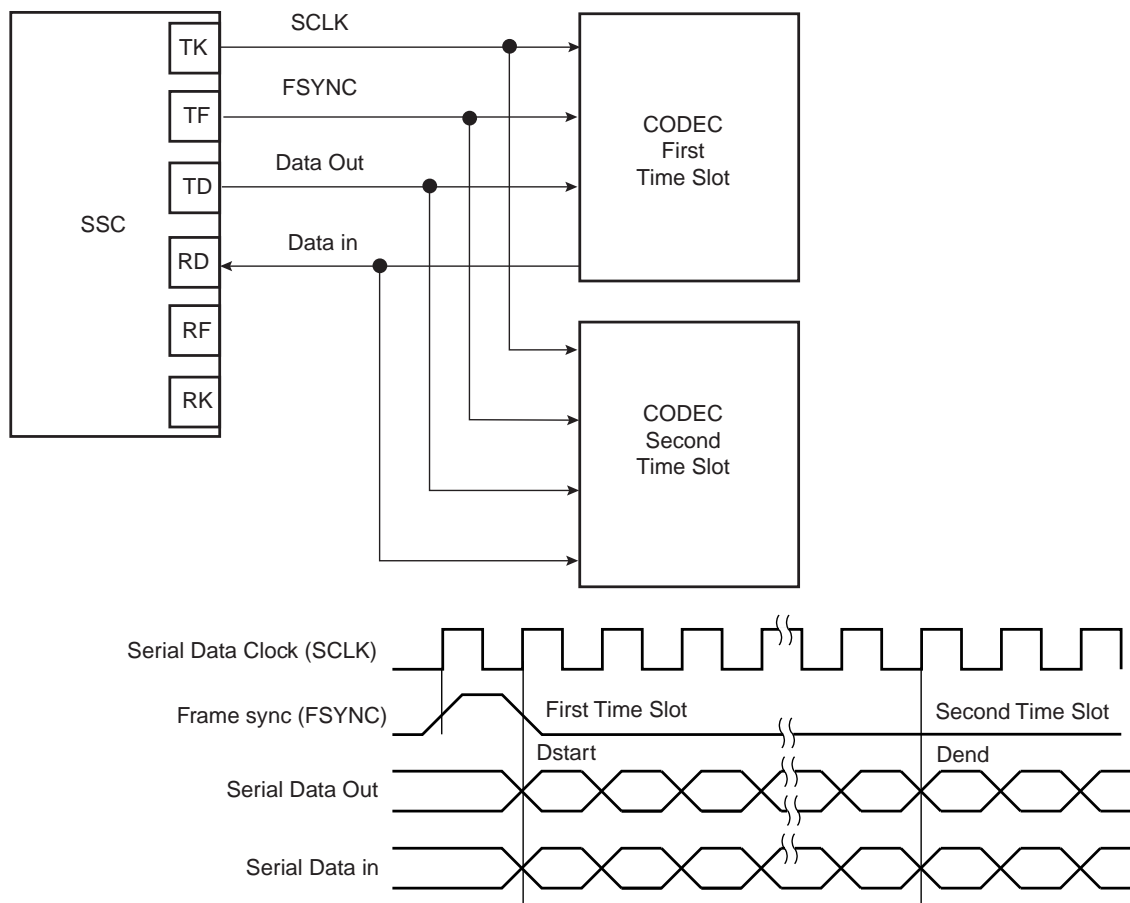 SSC
TK
TF
TD
RD
RF
RK
SCLK
FSYNC
Data Out
Data in
CODEC
First
Time Slot
CODEC
Second
Time Slot
Serial Data Clock (SCLK)
Frame sync (FSYNC)
First Time Slot
Second Time Slot
Dstart
Dend
Serial Data Out
Serial Data in